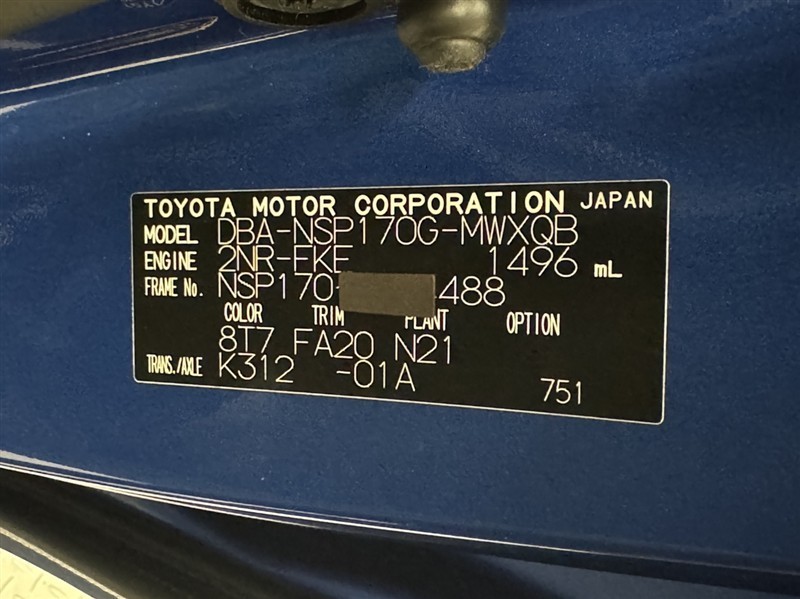 TOYOTA MOTOR CORPORATION JAPAN
MODEL DBA-NSP170G-MWXQB
ENGINE 2NR-FKE 1496 mL
FRAME No. NSP170- 488
COLOR TRIM PLANT OPTION
8T7 FA20 N21
TRANS./AXLE K312 -01A
751